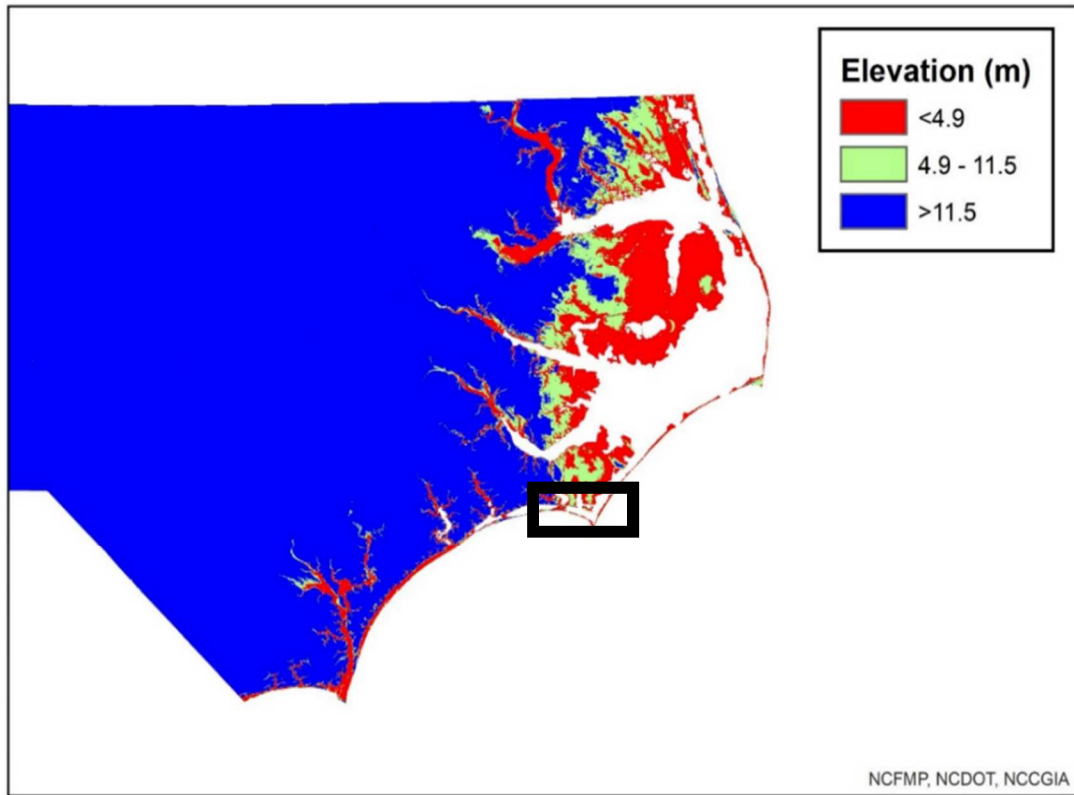 Elevation (m)
<4.9
4.9 - 11.5
>11.5
NCFMP, NCDOT, NCCGIA